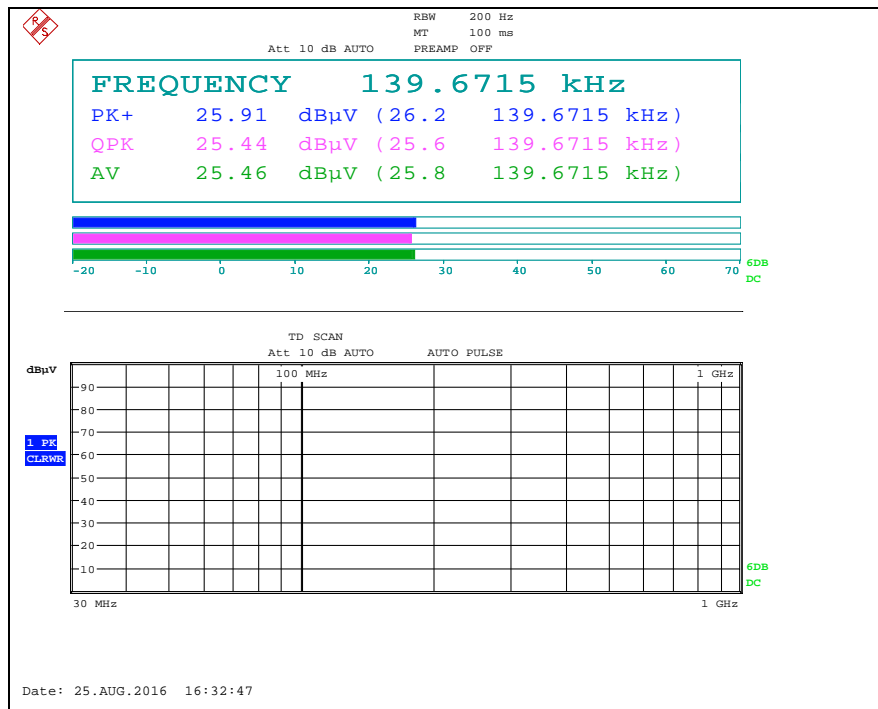 R
S
RBW 200 Hz
MT 100 ms
Att 10 dB AUTO PREAMP OFF
FREQUENCY 139.6715 kHz
PK+ 25.91 dBµV (26.2 139.6715 kHz)
QPK 25.44 dBµV (25.6 139.6715 kHz)
AV 25.46 dBµV (25.8 139.6715 kHz)
-20 -10 0 10 20 30 40 50 60 70
6DB
DC
TD SCAN
Att 10 dB AUTO AUTO PULSE
dBµV
100 MHz 1 GHz
90
80
70
1 PK
CLRWR
60
50
40
30
20
10
6DB
DC
30 MHz 1 GHz
Date: 25.AUG.2016 16:32:47